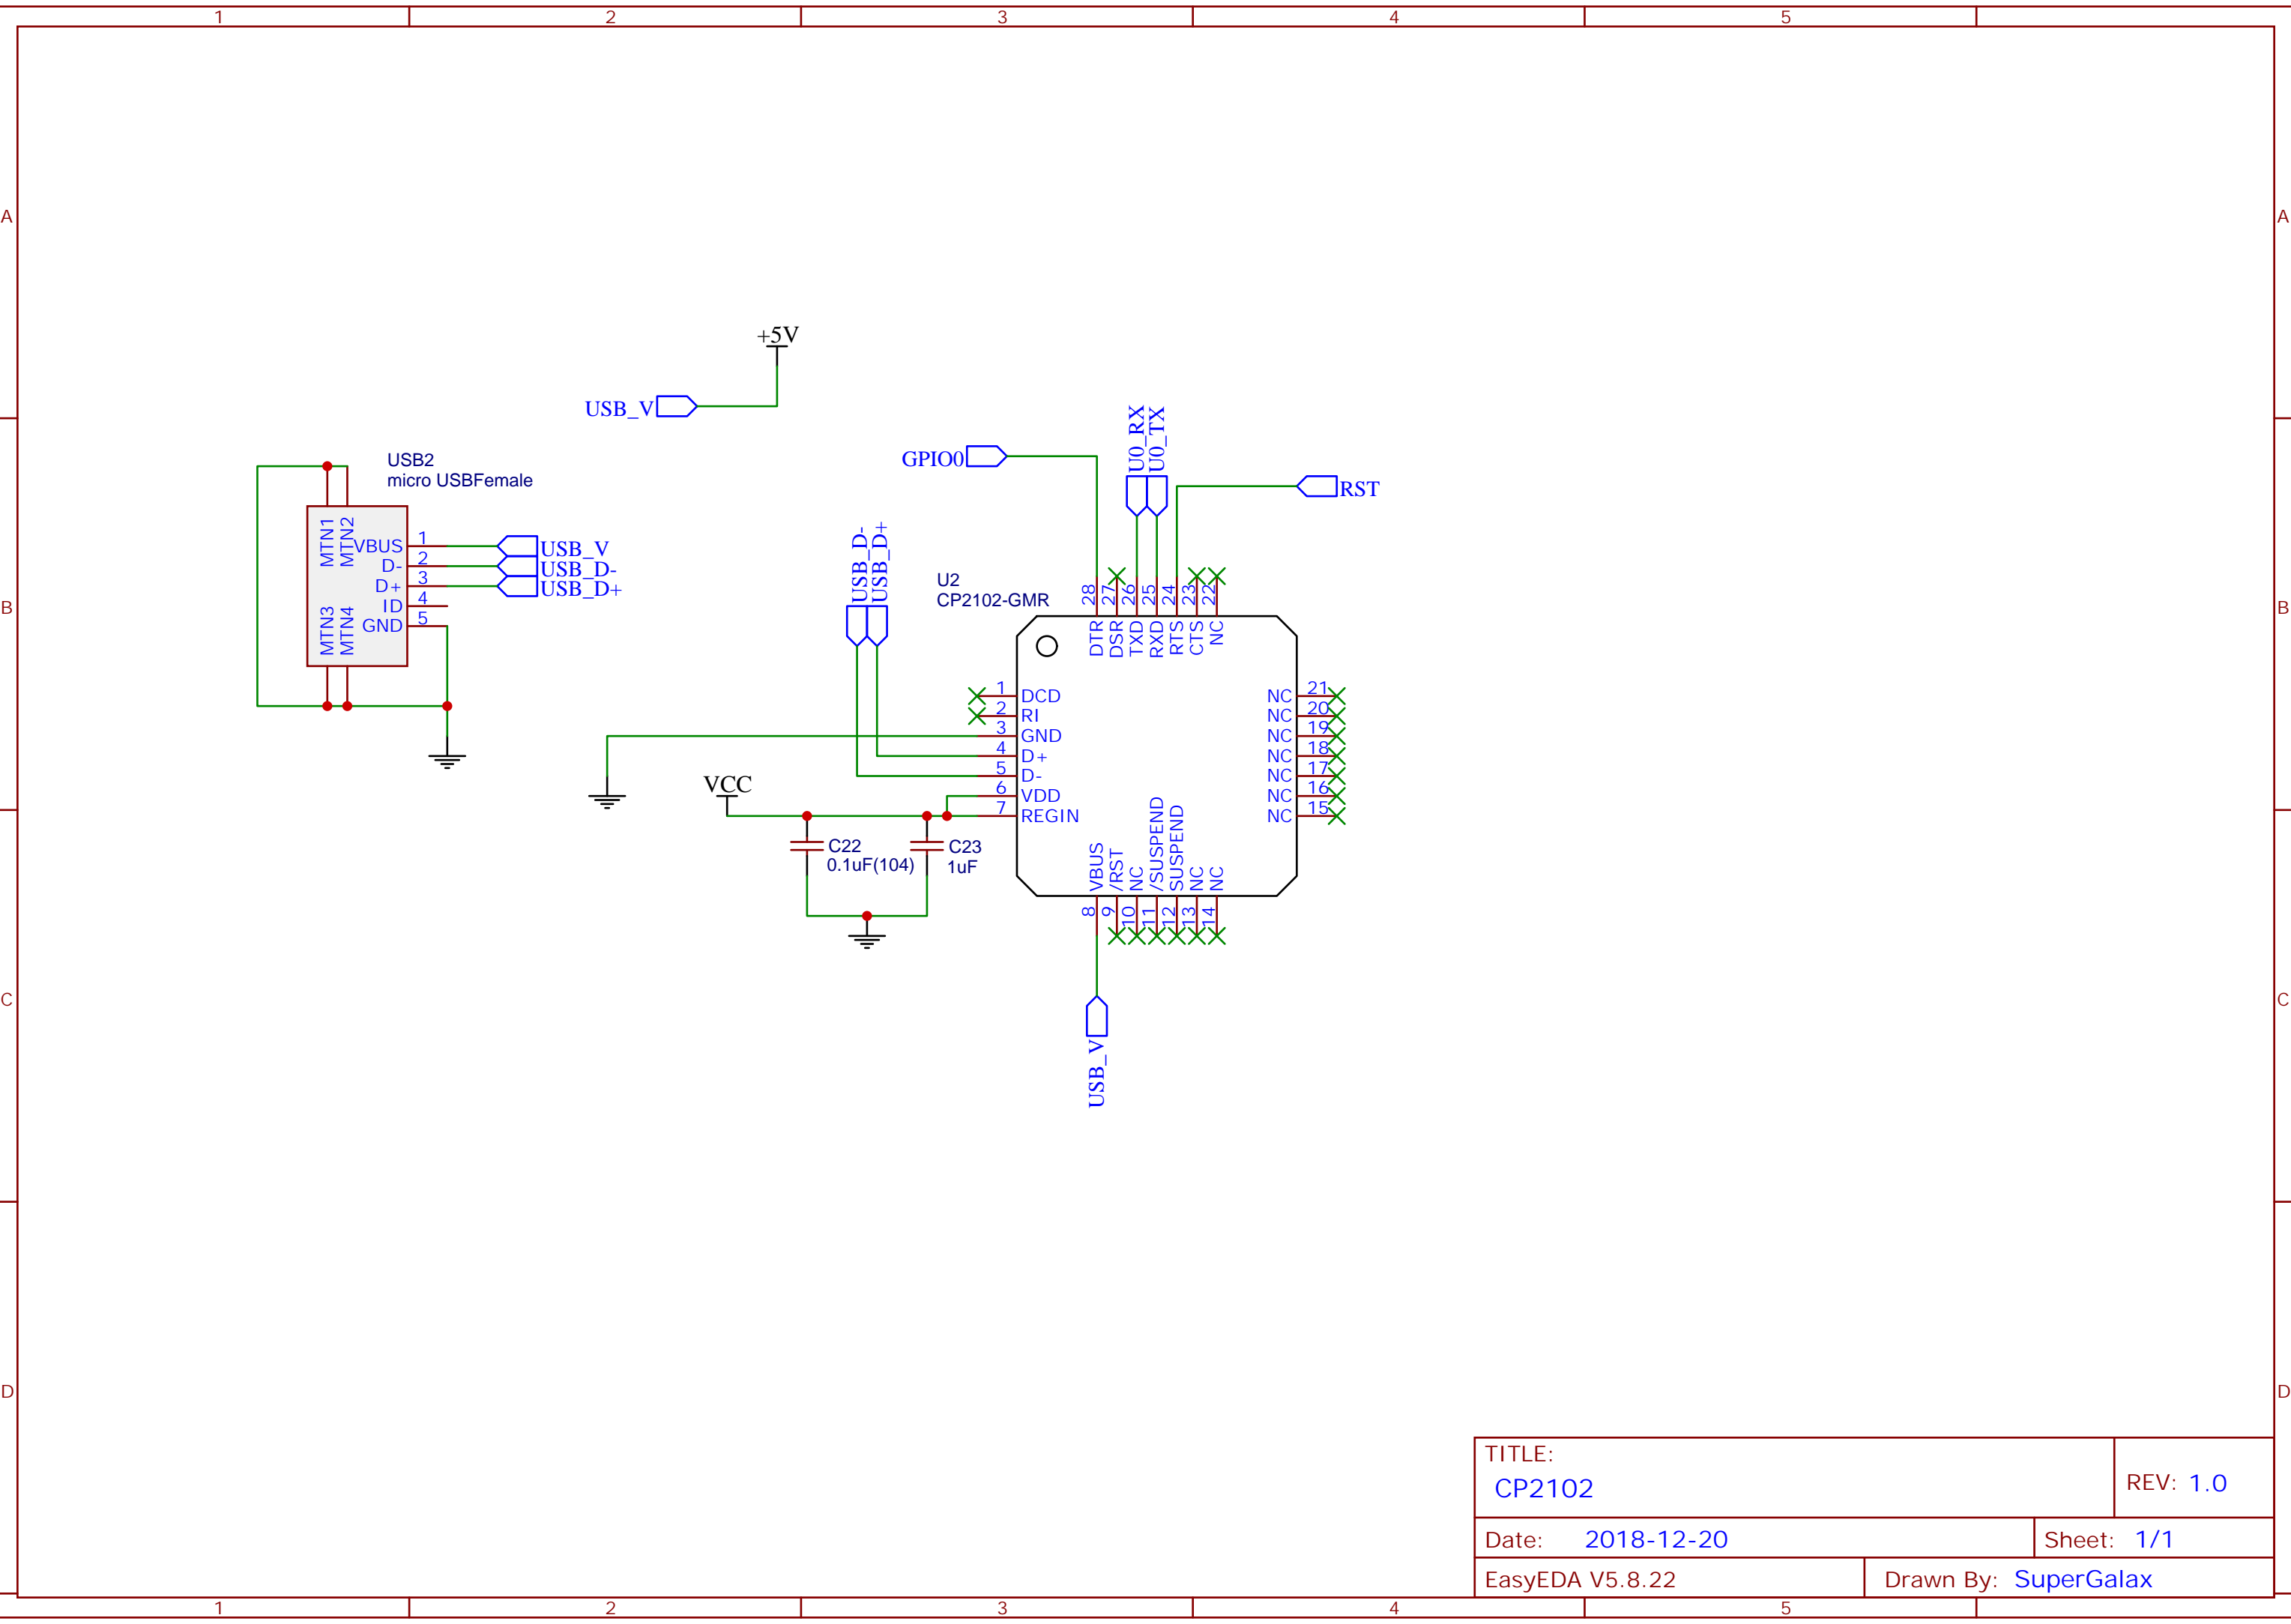 1 2 3 4 5
A A
+5V
USB_V
U0_RX
U0_TX
GPIO0
RST
USB2
micro USBFemale
MTN1
MTN2
MTN3
MTN4
VBUS 1 USB_V
D- 2 USB_D-
D+ 3 USB_D+
ID 4
GND 5
USB_D-
USB_D+
B B
U2
CP2102-GMR
28 27 26 25 24 23 22
DTR DSR TXD RXD RTS CTS NC
1 DCD
2 RI
3 GND
4 D+
5 D-
6 VDD
7 REGIN
NC 21
NC 20
NC 19
NC 18
NC 17
NC 16
NC 15
VCC
C22
0.1uF(104)
C23
1uF
VBUS /RST NC /SUSPEND SUSPEND NC NC
8 9 10 11 12 13 14
USB_V
C C
D D
TITLE:
CP2102
REV: 1.0
Date: 2018-12-20
Sheet: 1/1
EasyEDA V5.8.22
Drawn By: SuperGalax
1 2 3 4 5